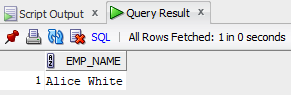 Script Output × Query Result ×
SQL | All Rows Fetched: 1 in 0 seconds
EMP_NAME
1 Alice White